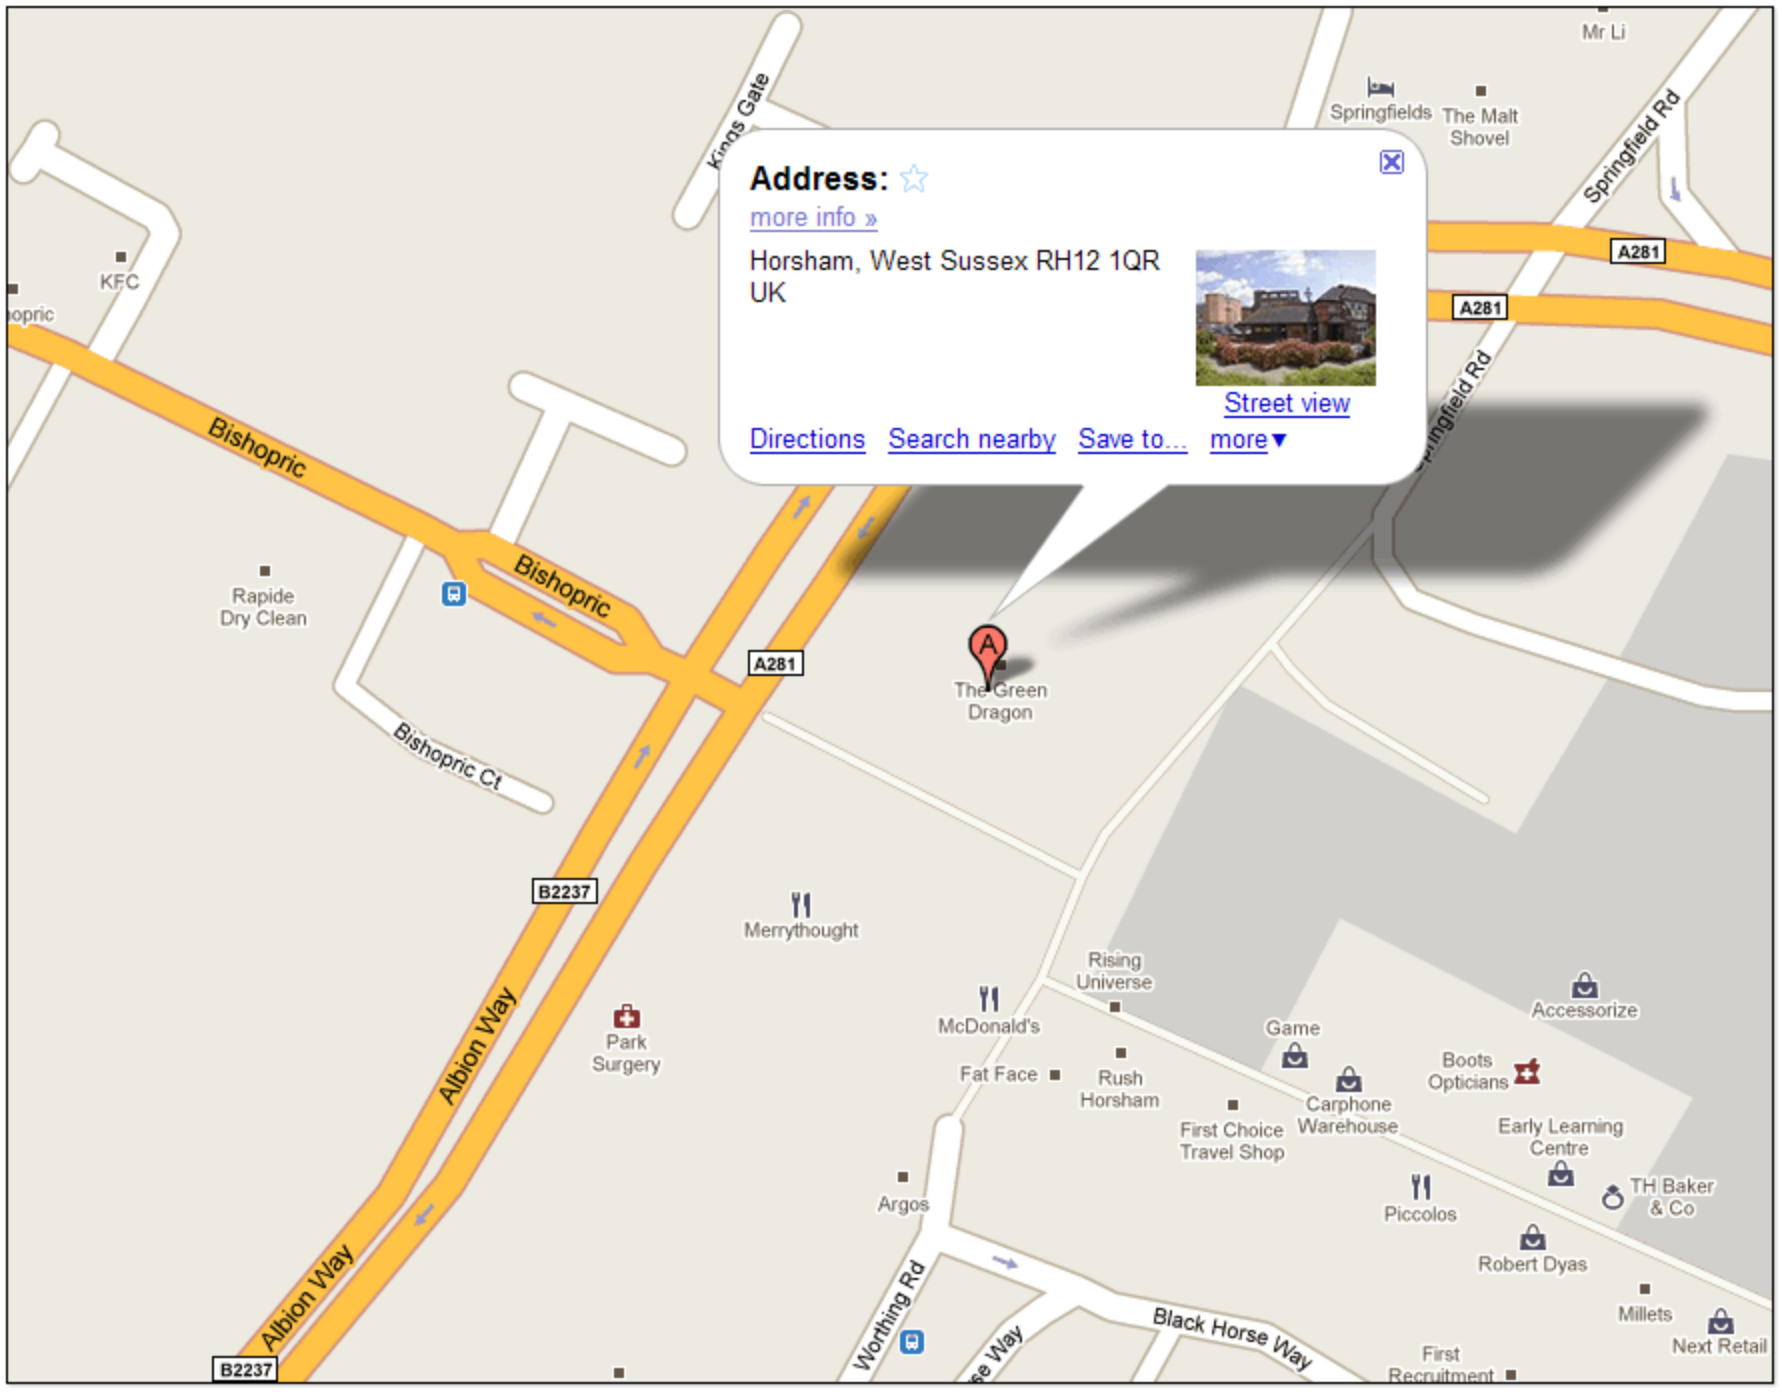 Mr Li
Springfields
The Malt
Shovel
Kings Gate
Springfield Rd
Address:
more info »
Horsham, West Sussex RH12 1QR
UK
Street view
Directions Search nearby Save to... more▼
A281
A281
KFC
Springfield Rd
Bishopric
Bishopric
Rapide
Dry Clean
A281
A
The Green
Dragon
Bishopric Ct
B2237
Merrythought
Rising
Universe
McDonald's
Accessorize
Game
Park
Surgery
Albion Way
Fat Face
Rush
Horsham
Boots
Opticians
Carphone
Warehouse
First Choice
Travel Shop
Early Learning
Centre
Argos
Piccolos
TH Baker
& Co
Robert Dyas
Albion Way
Worthing Rd
Black Horse Way
Millets
Next Retail
se Way
First
Recruitment
B2237